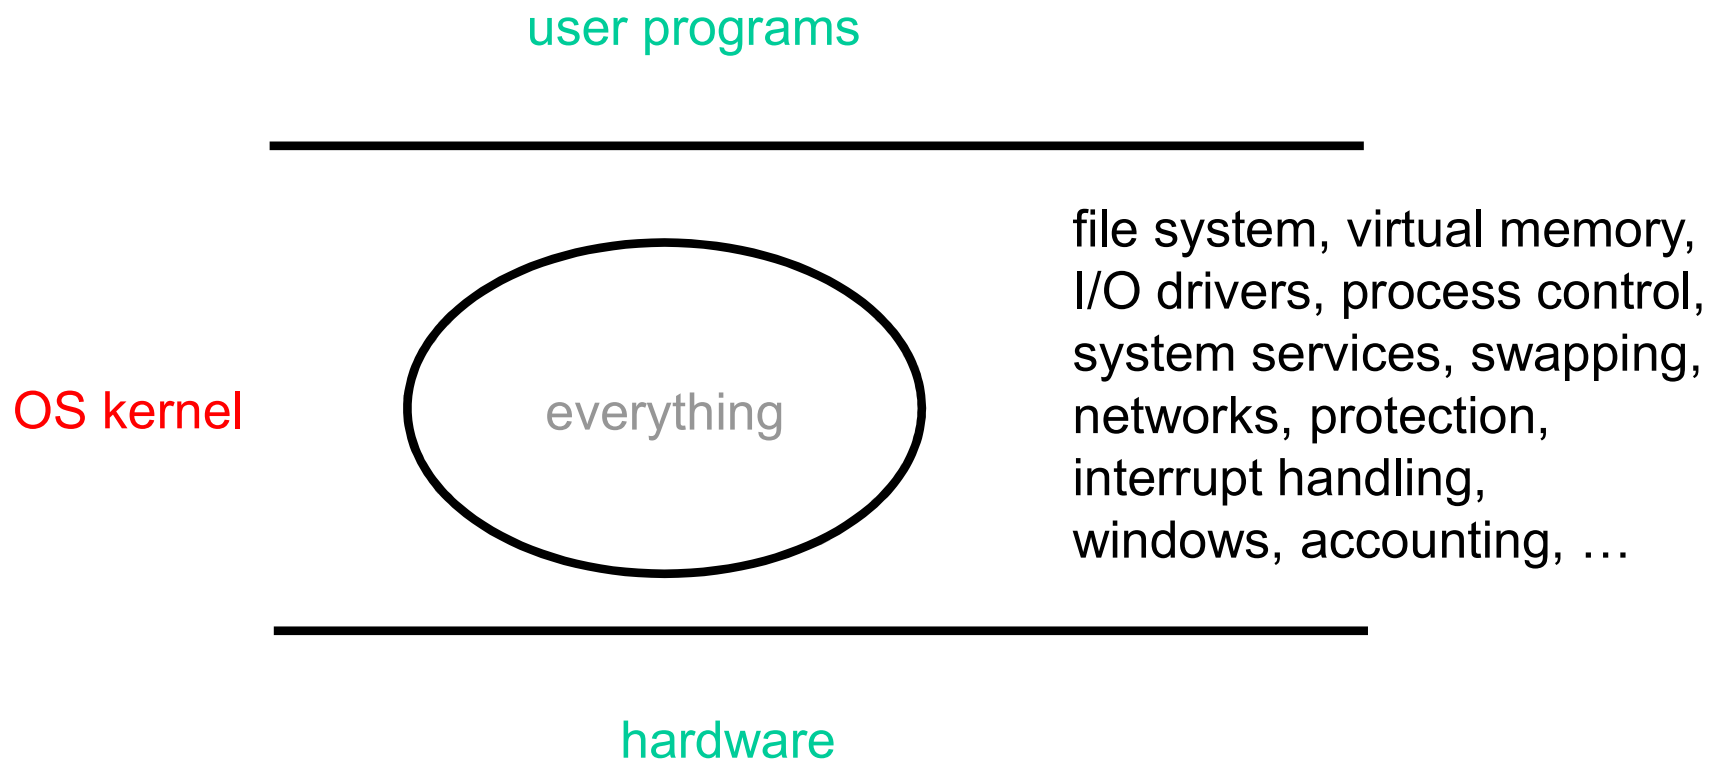 user programs
file system, virtual memory,
I/O drivers, process control,
system services, swapping,
OS kernel
everything
networks, protection,
interrupt handling,
windows, accounting, …
hardware